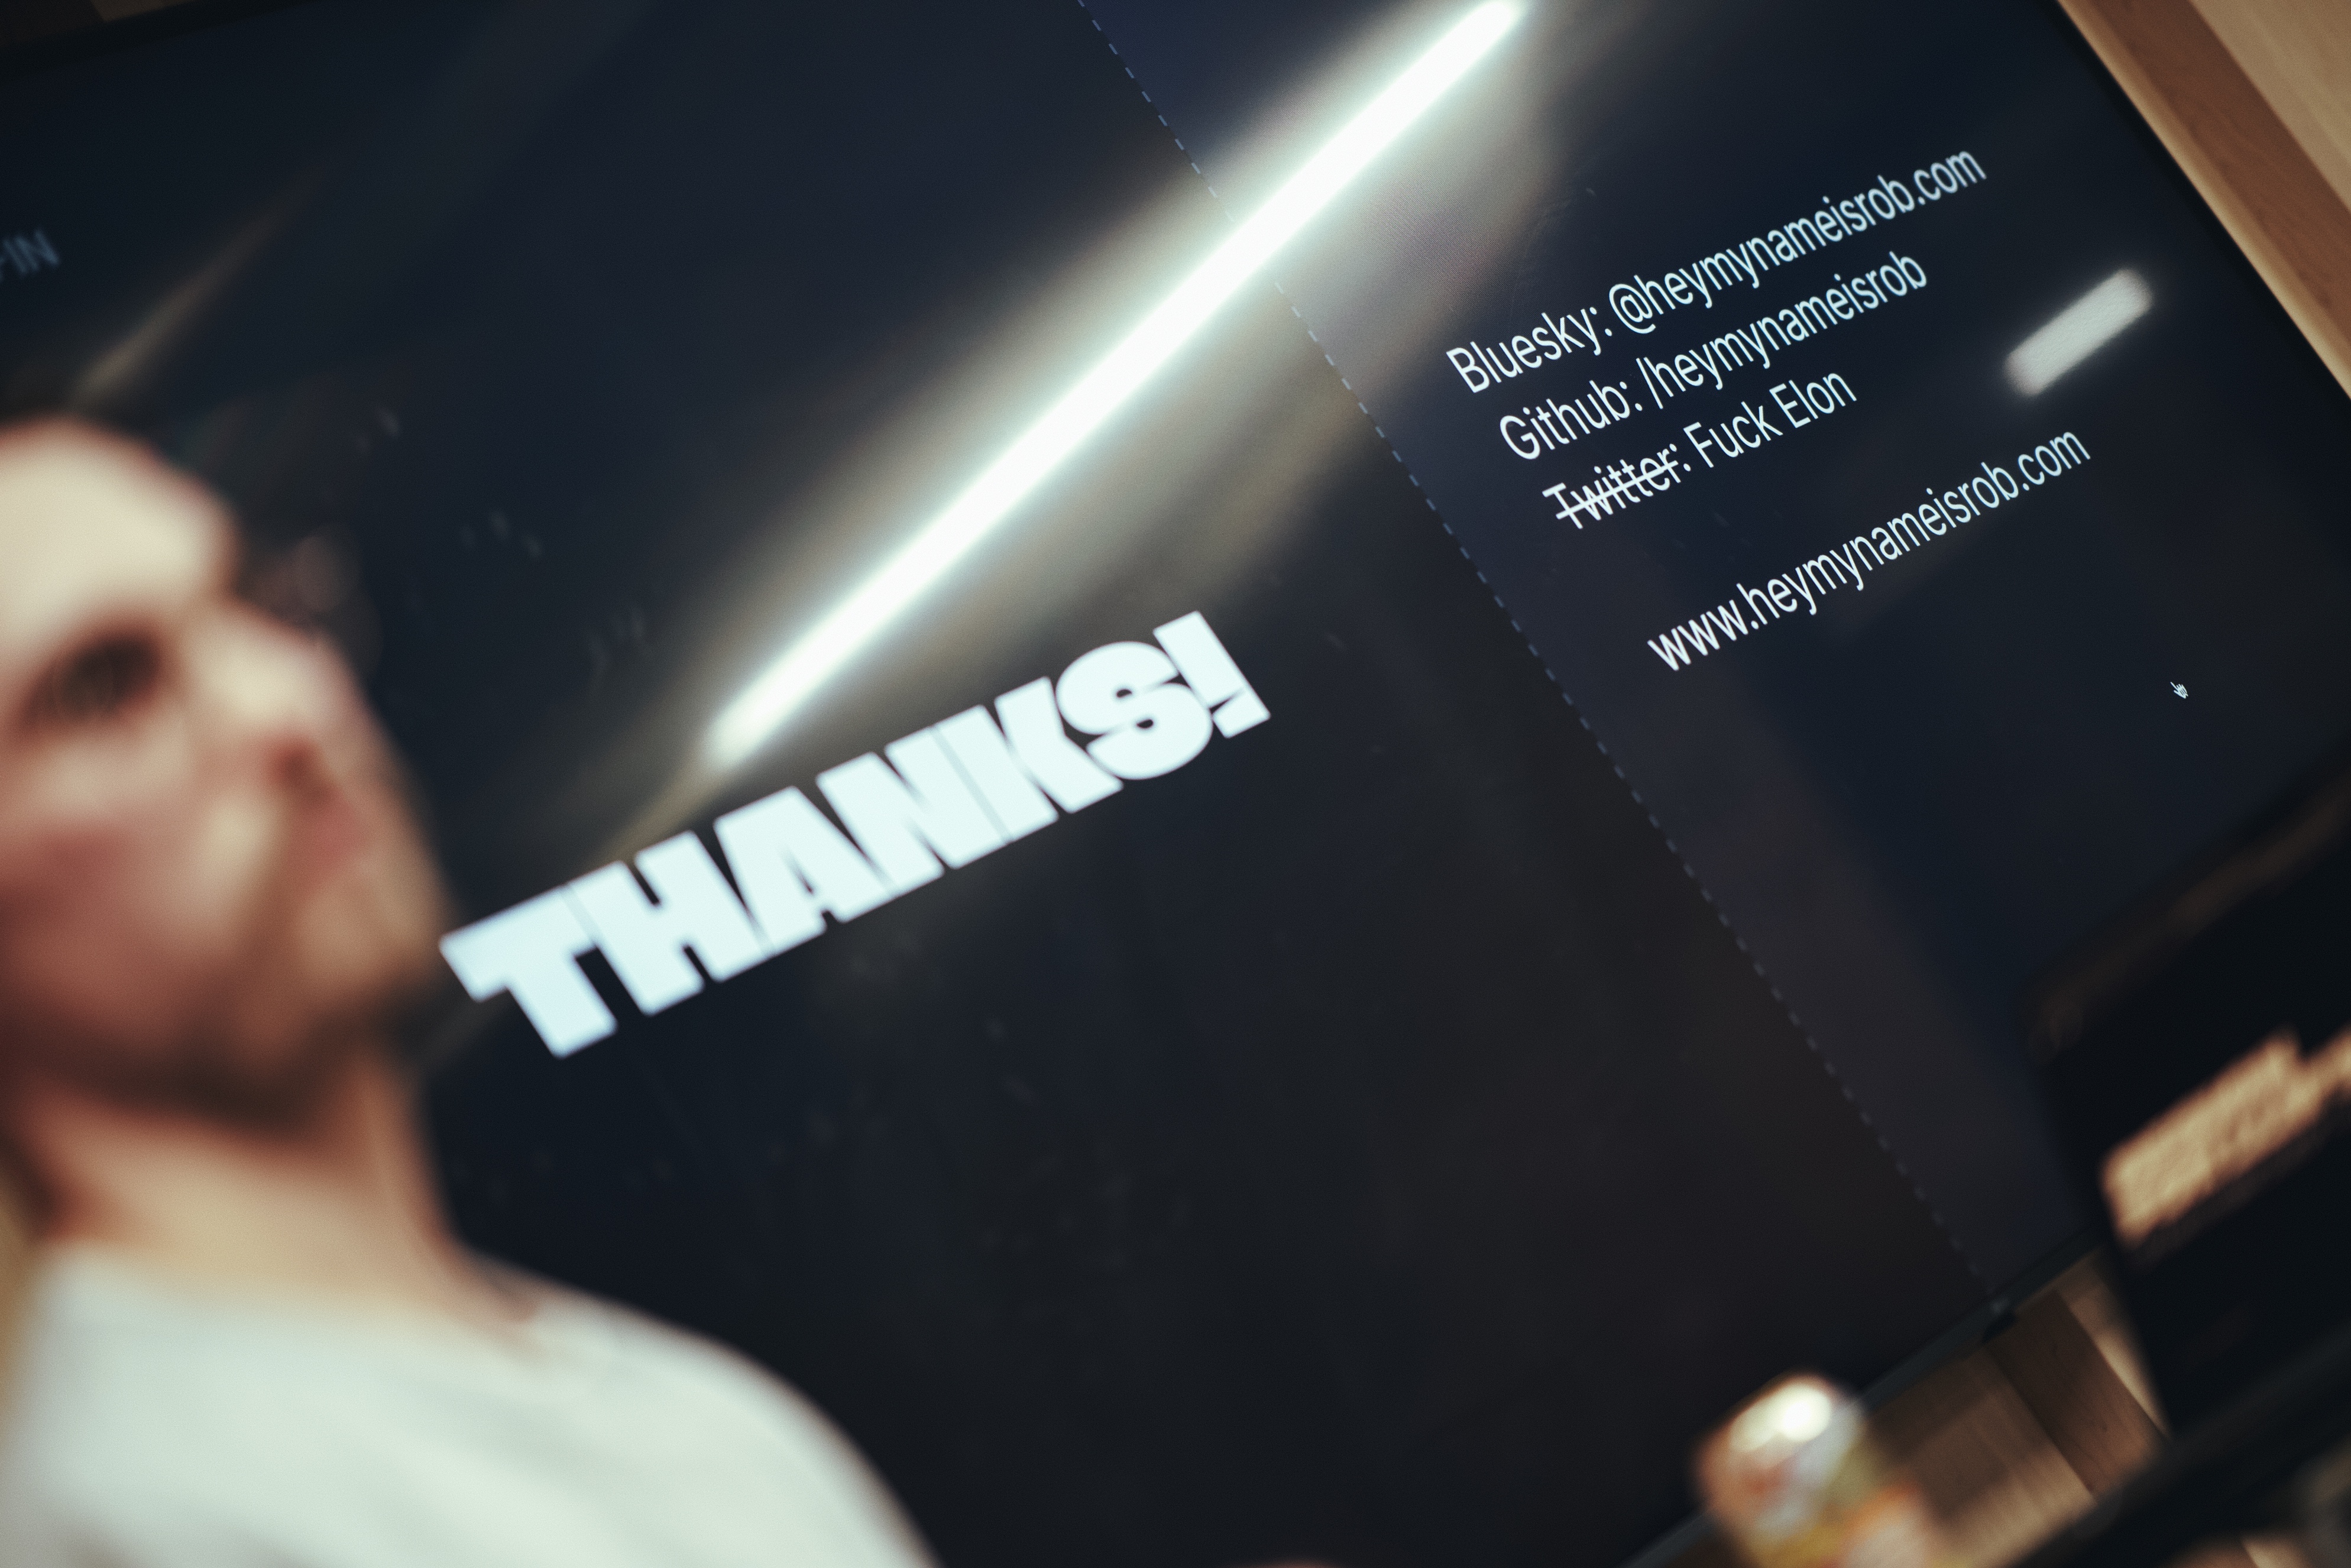 THANKS!
Bluesky: @heymynameisrob.com
Github: /heymynameisrob
Twitter: Fuck Elon
www.heymynameisrob.com